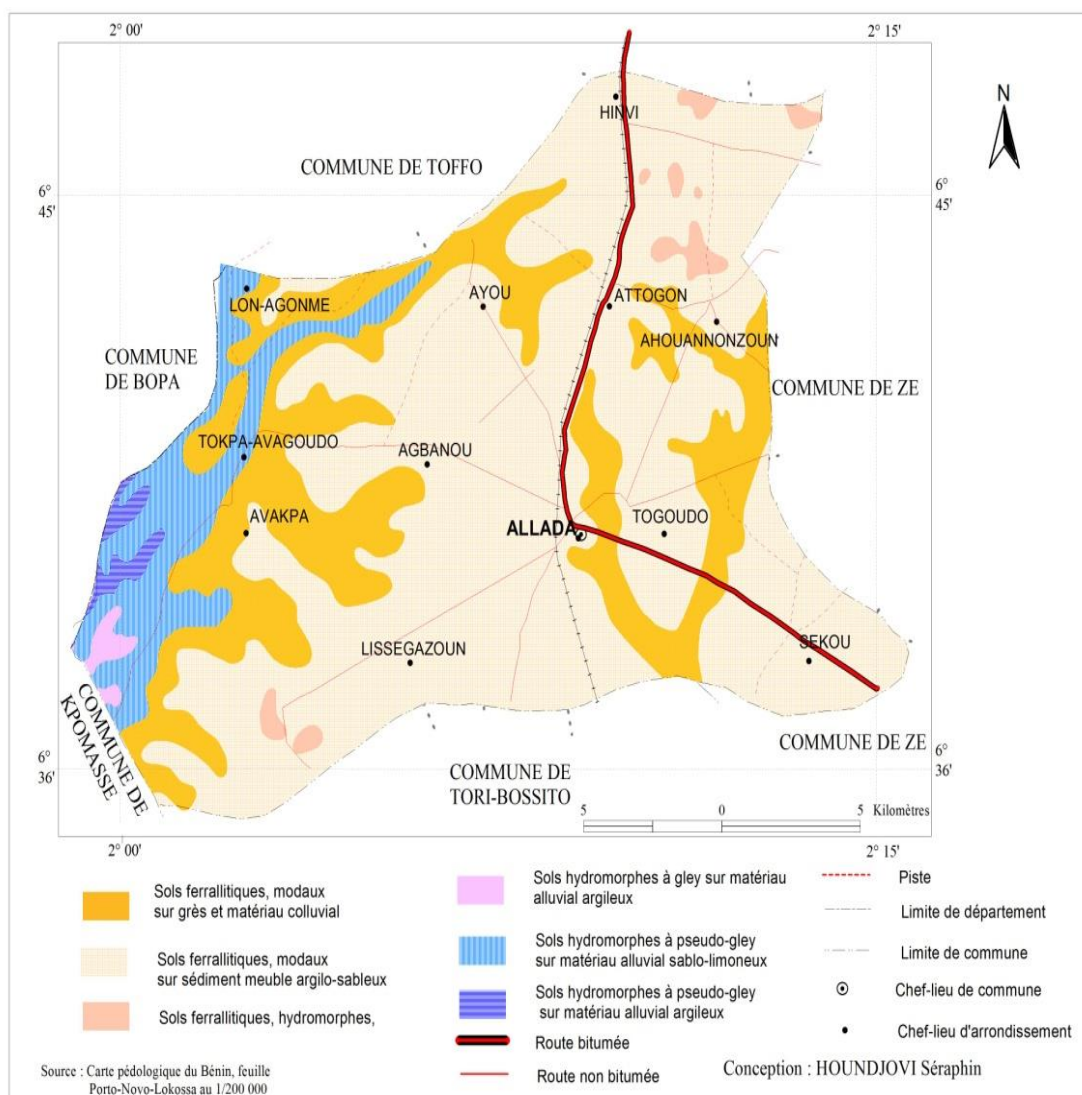 2° 00'
2° 15'
N
HINVI
COMMUNE DE TOFFO
6°
45'
6°
45'
LON-AGONME
AYOU
ATTOGON
AHOUANNONZOUN
COMMUNE
DE BOPA
COMMUNE DE ZE
TOKPA-AVAGOUDO
AGBANOU
AVAKPA
ALLADA
TOGOUDO
LISSEGAZOUN
SEKOU
COMMUNE DE
KPOMASSE
COMMUNE DE ZE
6°
36'
6°
36'
COMMUNE DE
TORI-BOSSITO
5 0 5 Kilomètres
2° 00'
2° 15'
Sols ferrallitiques, modaux
sur grès et matériau colluvial
Sols ferrallitiques, modaux
sur sédiment meuble argilo-sableux
Sols ferrallitiques, hydromorphes,
Sols hydromorphes à gley sur matériau
alluvial argileux
Sols hydromorphes à pseudo-gley
sur matériau alluvial sablo-limoneux
Sols hydromorphes à pseudo-gley
sur matériau alluvial argileux
Route bitumée
Route non bitumée
Piste
Limite de département
Limite de commune
Chef-lieu de commune
Chef-lieu d'arrondissement
Source : Carte pédologique du Bénin, feuille
Porto-Novo-Lokossa au 1/200 000
Conception : HOUNDJOVI Séraphin